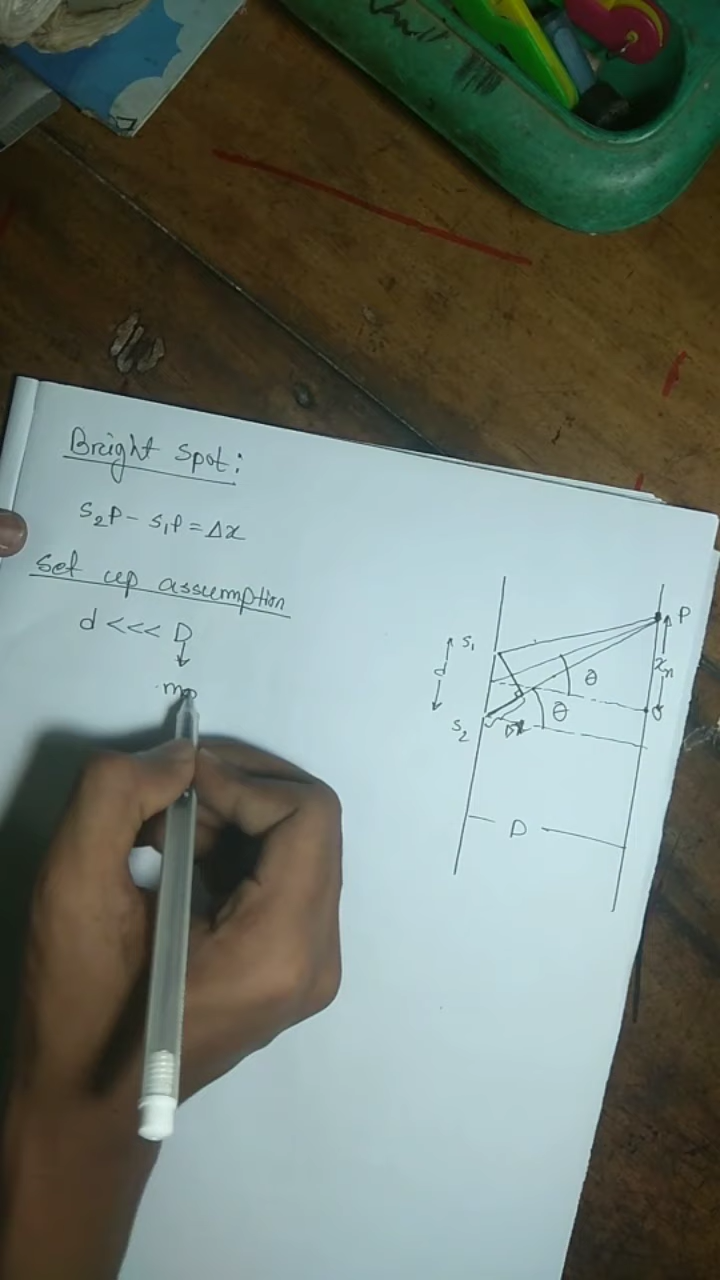 Bright spot:
S₂P - S₁P = Δx
Set up assumption
d <<< D
↓
P
S₁
d
xₙ
θ
θ
O
S₂
Δx
D